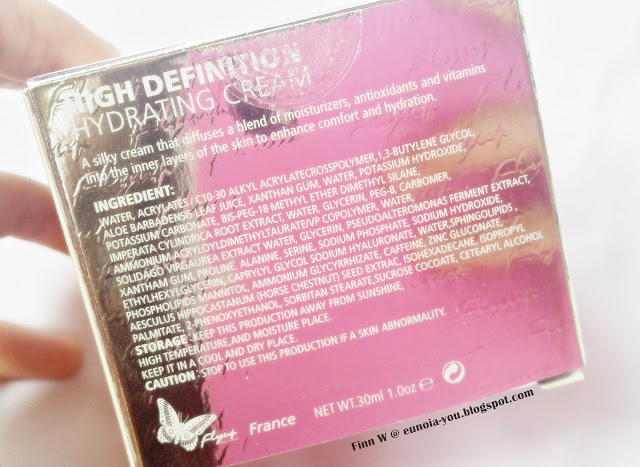 HIGH DEFINITION
HYDRATING CREAM
A silky cream that diffuses a blend of moisturizers, antioxidants and vitamins
into the inner layers of the skin to enhance comfort and hydration.
INGREDIENT:
WATER, ACRYLATES / C10-30 ALKYL ACRYLATECROSSPOLYMER,1,3-BUTYLENE GLYCOL,
ALOE BARBADENSIS LEAF JUICE, XANTHAN GUM, WATER, POTASSIUM HYDROXIDE,
POTASSIUM CARBONATE, BIS-PEG-18 METHYL ETHER DIMETHYL SILANE,
IMPERATA CYLINDRICA ROOT EXTRACT, WATER, GLYCERIN, PEG-8, CARBOMER,
AMMONIUM ACRYLOYLDIMETHYLTAURATE/VP COPOLYMER, WATER,
SOLIDAGO VIRGAUREA EXTRACT WATER, GLYCERIN, PSEUDOALTEROMONAS FERMENT EXTRACT,
XANTHAM GUM, PROLINE, ALANINE, SERINE, SODIUM PHOSPHATE, SODIUM HYDROXIDE,
ETHYLHEXYLGLYCERIN, CAPRYLYL GLYCOL SODIUM HYALURONATE, WATER,SPHINGOLIPIDS ,
PHOSPHOLIPIDS MANNITOL, AMMONIUM GLYCYRRHIZATE, CAFFEINE, ZINC GLUCONATE,
AESCULUS HIPPOCASTANUM (HORSE CHESTNUT) SEED EXTRAC, ISOHEXADECANE, ISOPROPYL
PALMITATE, 2-PHENOXYETHANOL, SORBITAN STEARATE,SUCROSE COCOATE, CETEARYL ALCOHOL
STORAGE: KEEP THIS PRODUCTION AWAY FROM SUNSHINE,
HIGH TEMPERATURE,AND MOISTURE PLACE.
KEEP IT IN A COOL AND DRY PLACE.
CAUTION: STOP TO USE THIS PRODUCTION IF A SKIN ABNORMALITY.
France NET WT.30ml 1.0oz e
Finn W @ eunoia-you.blogspot.com